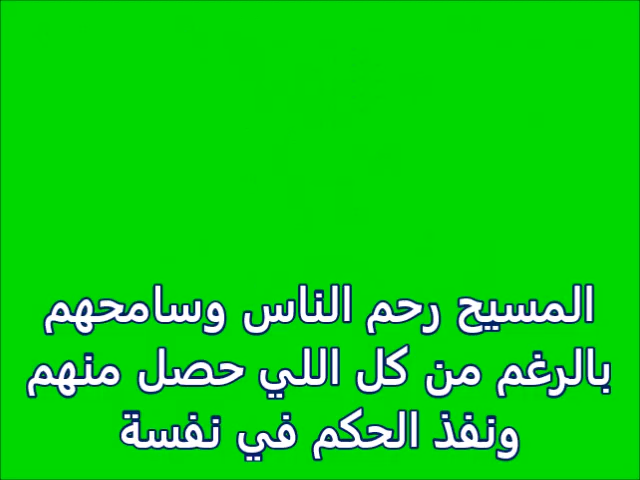 المسيح رحم الناس وسامحهم
بالرغم من كل اللي حصل منهم
ونفذ الحكم في نفسة